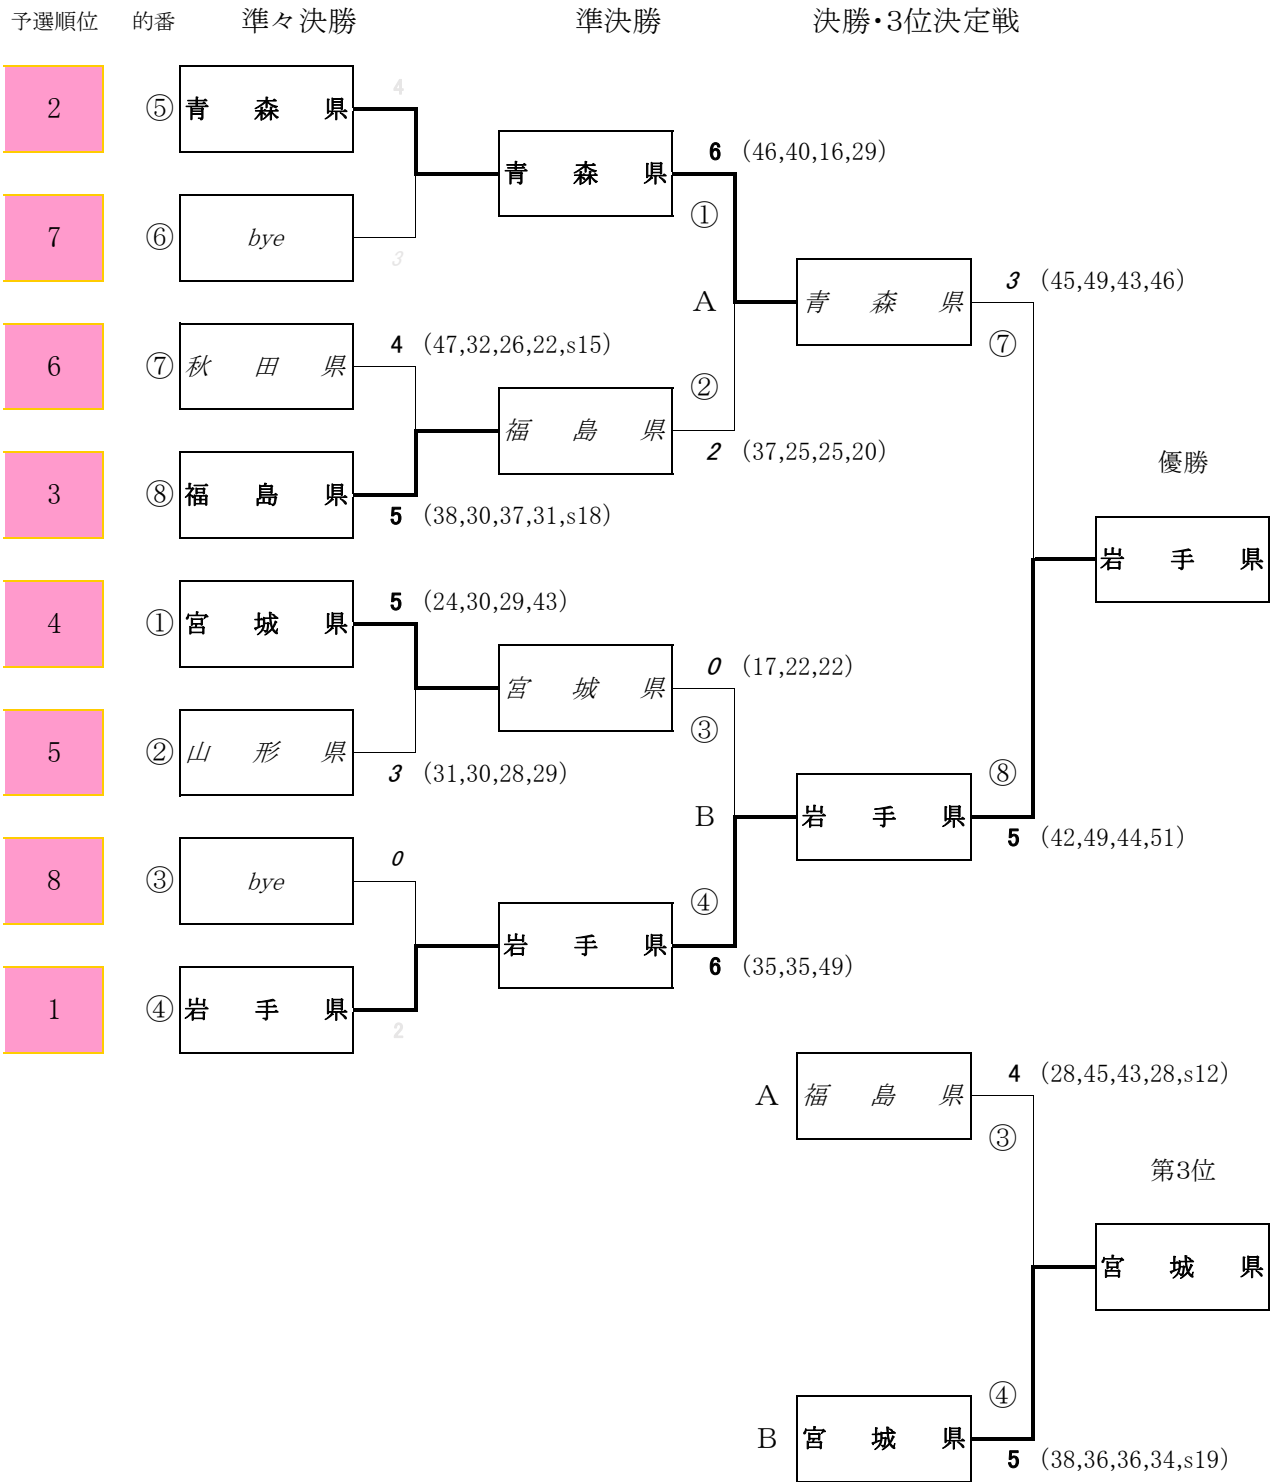 予選順位 的番 準々決勝 準決勝 決勝・3位決定戦
2 ⑤ 青森県 4
青森県 6 (46,40,16,29)
①
7 ⑥ bye 3
A 青森県 3 (45,49,43,46)
⑦
6 ⑦ 秋田県 4 (47,32,26,22,s15)
②
福島県 2 (37,25,25,20)
3 ⑧ 福島県 5 (38,30,37,31,s18)
優勝
岩手県
4 ① 宮城県 5 (24,30,29,43)
宮城県 0 (17,22,22)
③
5 ② 山形県 3 (31,30,28,29)
⑧
B 岩手県 5 (42,49,44,51)
8 ③ bye 0
④
岩手県 6 (35,35,49)
1 ④ 岩手県 2
A 福島県 4 (28,45,43,28,s12)
③
第3位
宮城県
④
B 宮城県 5 (38,36,36,34,s19)